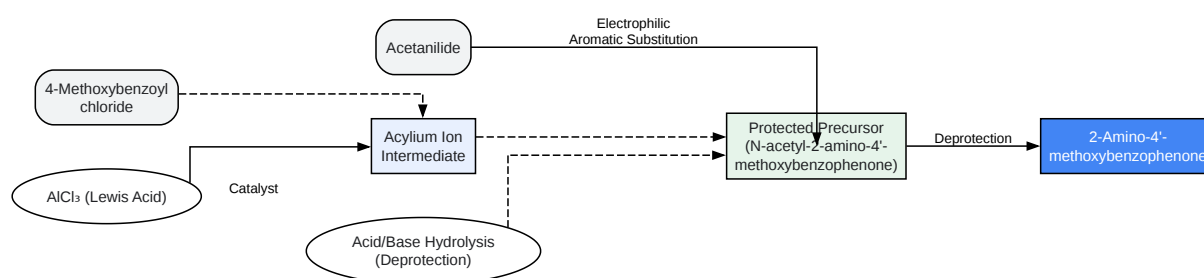 Electrophilic
Aromatic Substitution
Acetanilide
4-Methoxybenzoyl
chloride
Acylium Ion
Intermediate
Protected Precursor
(N-acetyl-2-amino-4'-
methoxybenzophenone)
Deprotection
2-Amino-4'-
methoxybenzophenone
AlCl₃ (Lewis Acid)
Catalyst
Acid/Base Hydrolysis
(Deprotection)